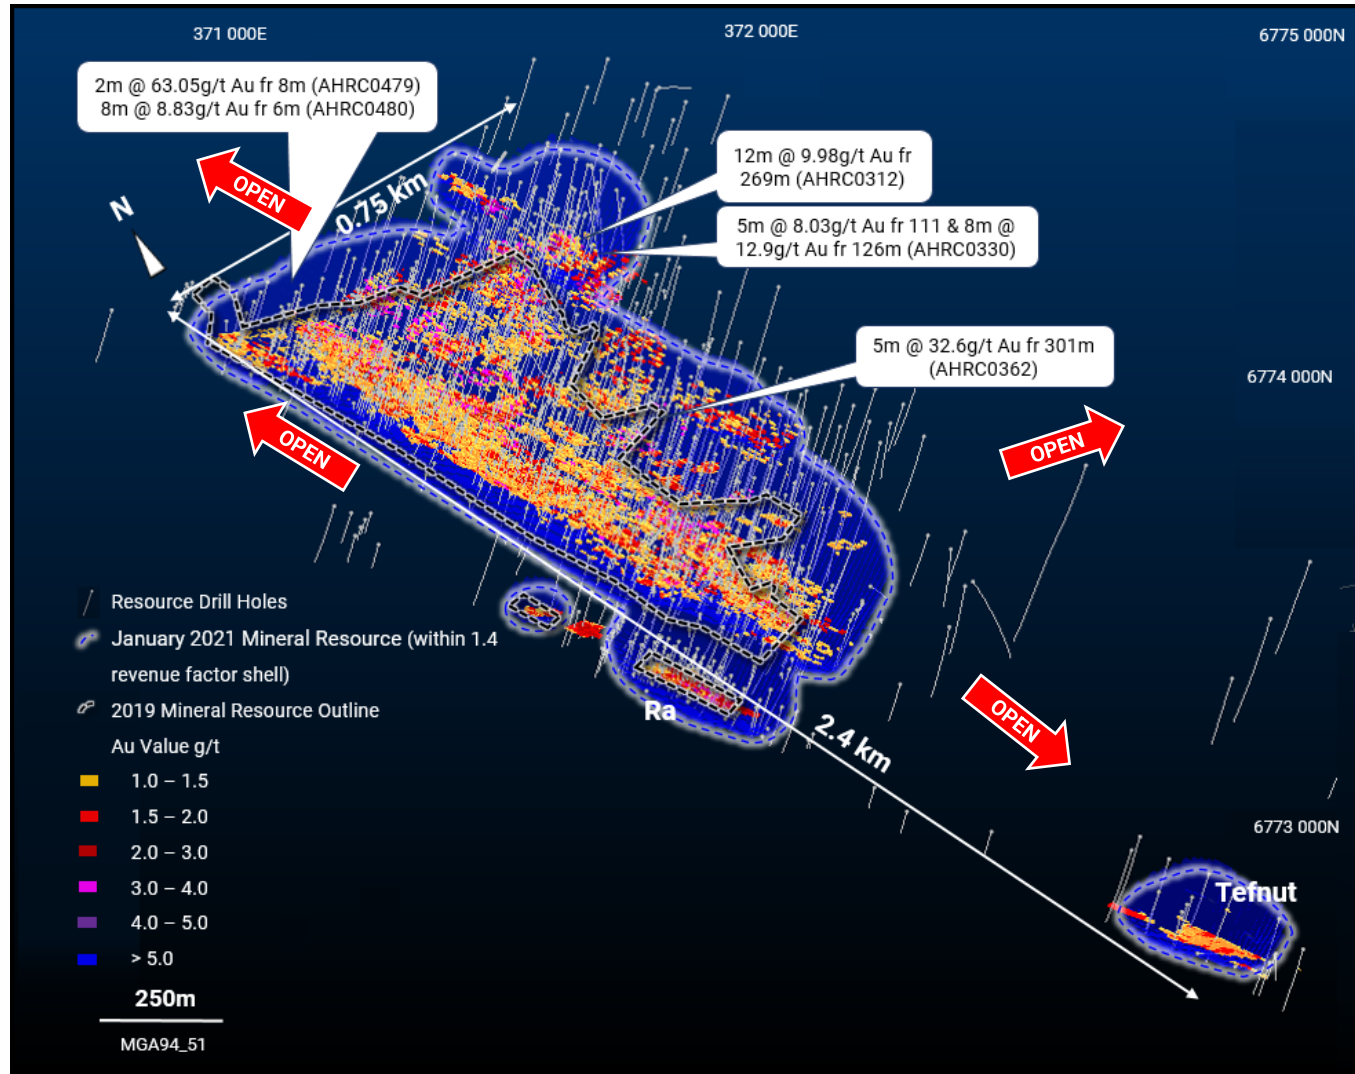 371 000E
372 000E
6775 000N
2m @ 63.05g/t Au fr 8m (AHRC0479)
8m @ 8.83g/t Au fr 6m (AHRC0480)
12m @ 9.98g/t Au fr
269m (AHRC0312)
OPEN
0.75 km
N
5m @ 8.03g/t Au fr 111 & 8m @
12.9g/t Au fr 126m (AHRC0330)
5m @ 32.6g/t Au fr 301m
(AHRC0362)
6774 000N
OPEN
OPEN
Resource Drill Holes
January 2021 Mineral Resource (within 1.4
revenue factor shell)
2019 Mineral Resource Outline
Au Value g/t
1.0 – 1.5
1.5 – 2.0
2.0 – 3.0
3.0 – 4.0
4.0 – 5.0
> 5.0
250m
MGA94_51
Ra
OPEN
2.4 km
6773 000N
Tefnut